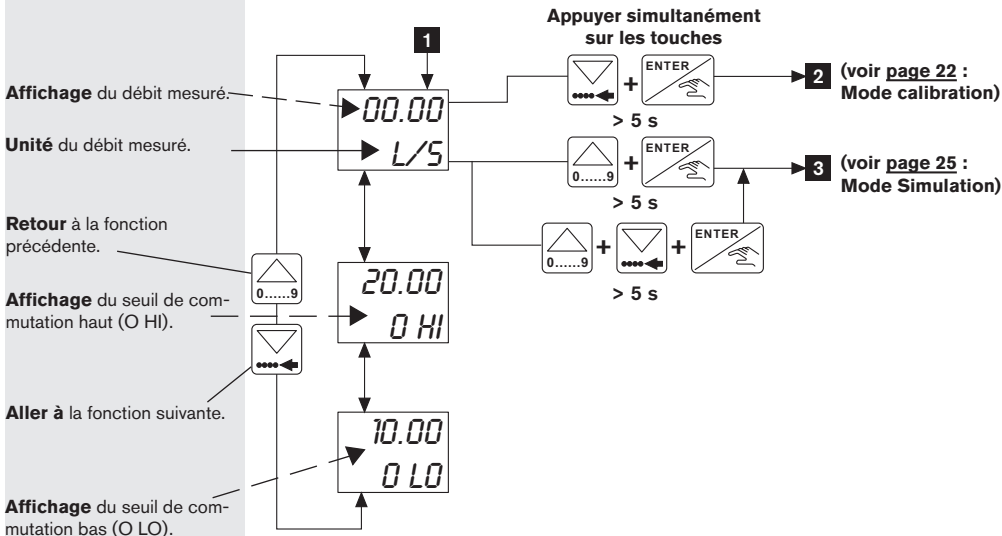 Appuyer simultanément
sur les touches
1
ENTER
+
2
(voir page 22 :
Mode calibration)
> 5 s
Affichage du débit mesuré.
00.00
Unité du débit mesuré.
L/S
ENTER
0......9
+
3
(voir page 25 :
Mode Simulation)
> 5 s
Retour à la fonction
précédente.
0......9
ENTER
0......9
+
+
> 5 s
Affichage du seuil de com-
mutation haut (O HI).
20.00
0 HI
Aller à la fonction suivante.
10.00
0 LO
Affichage du seuil de com-
mutation bas (O LO).